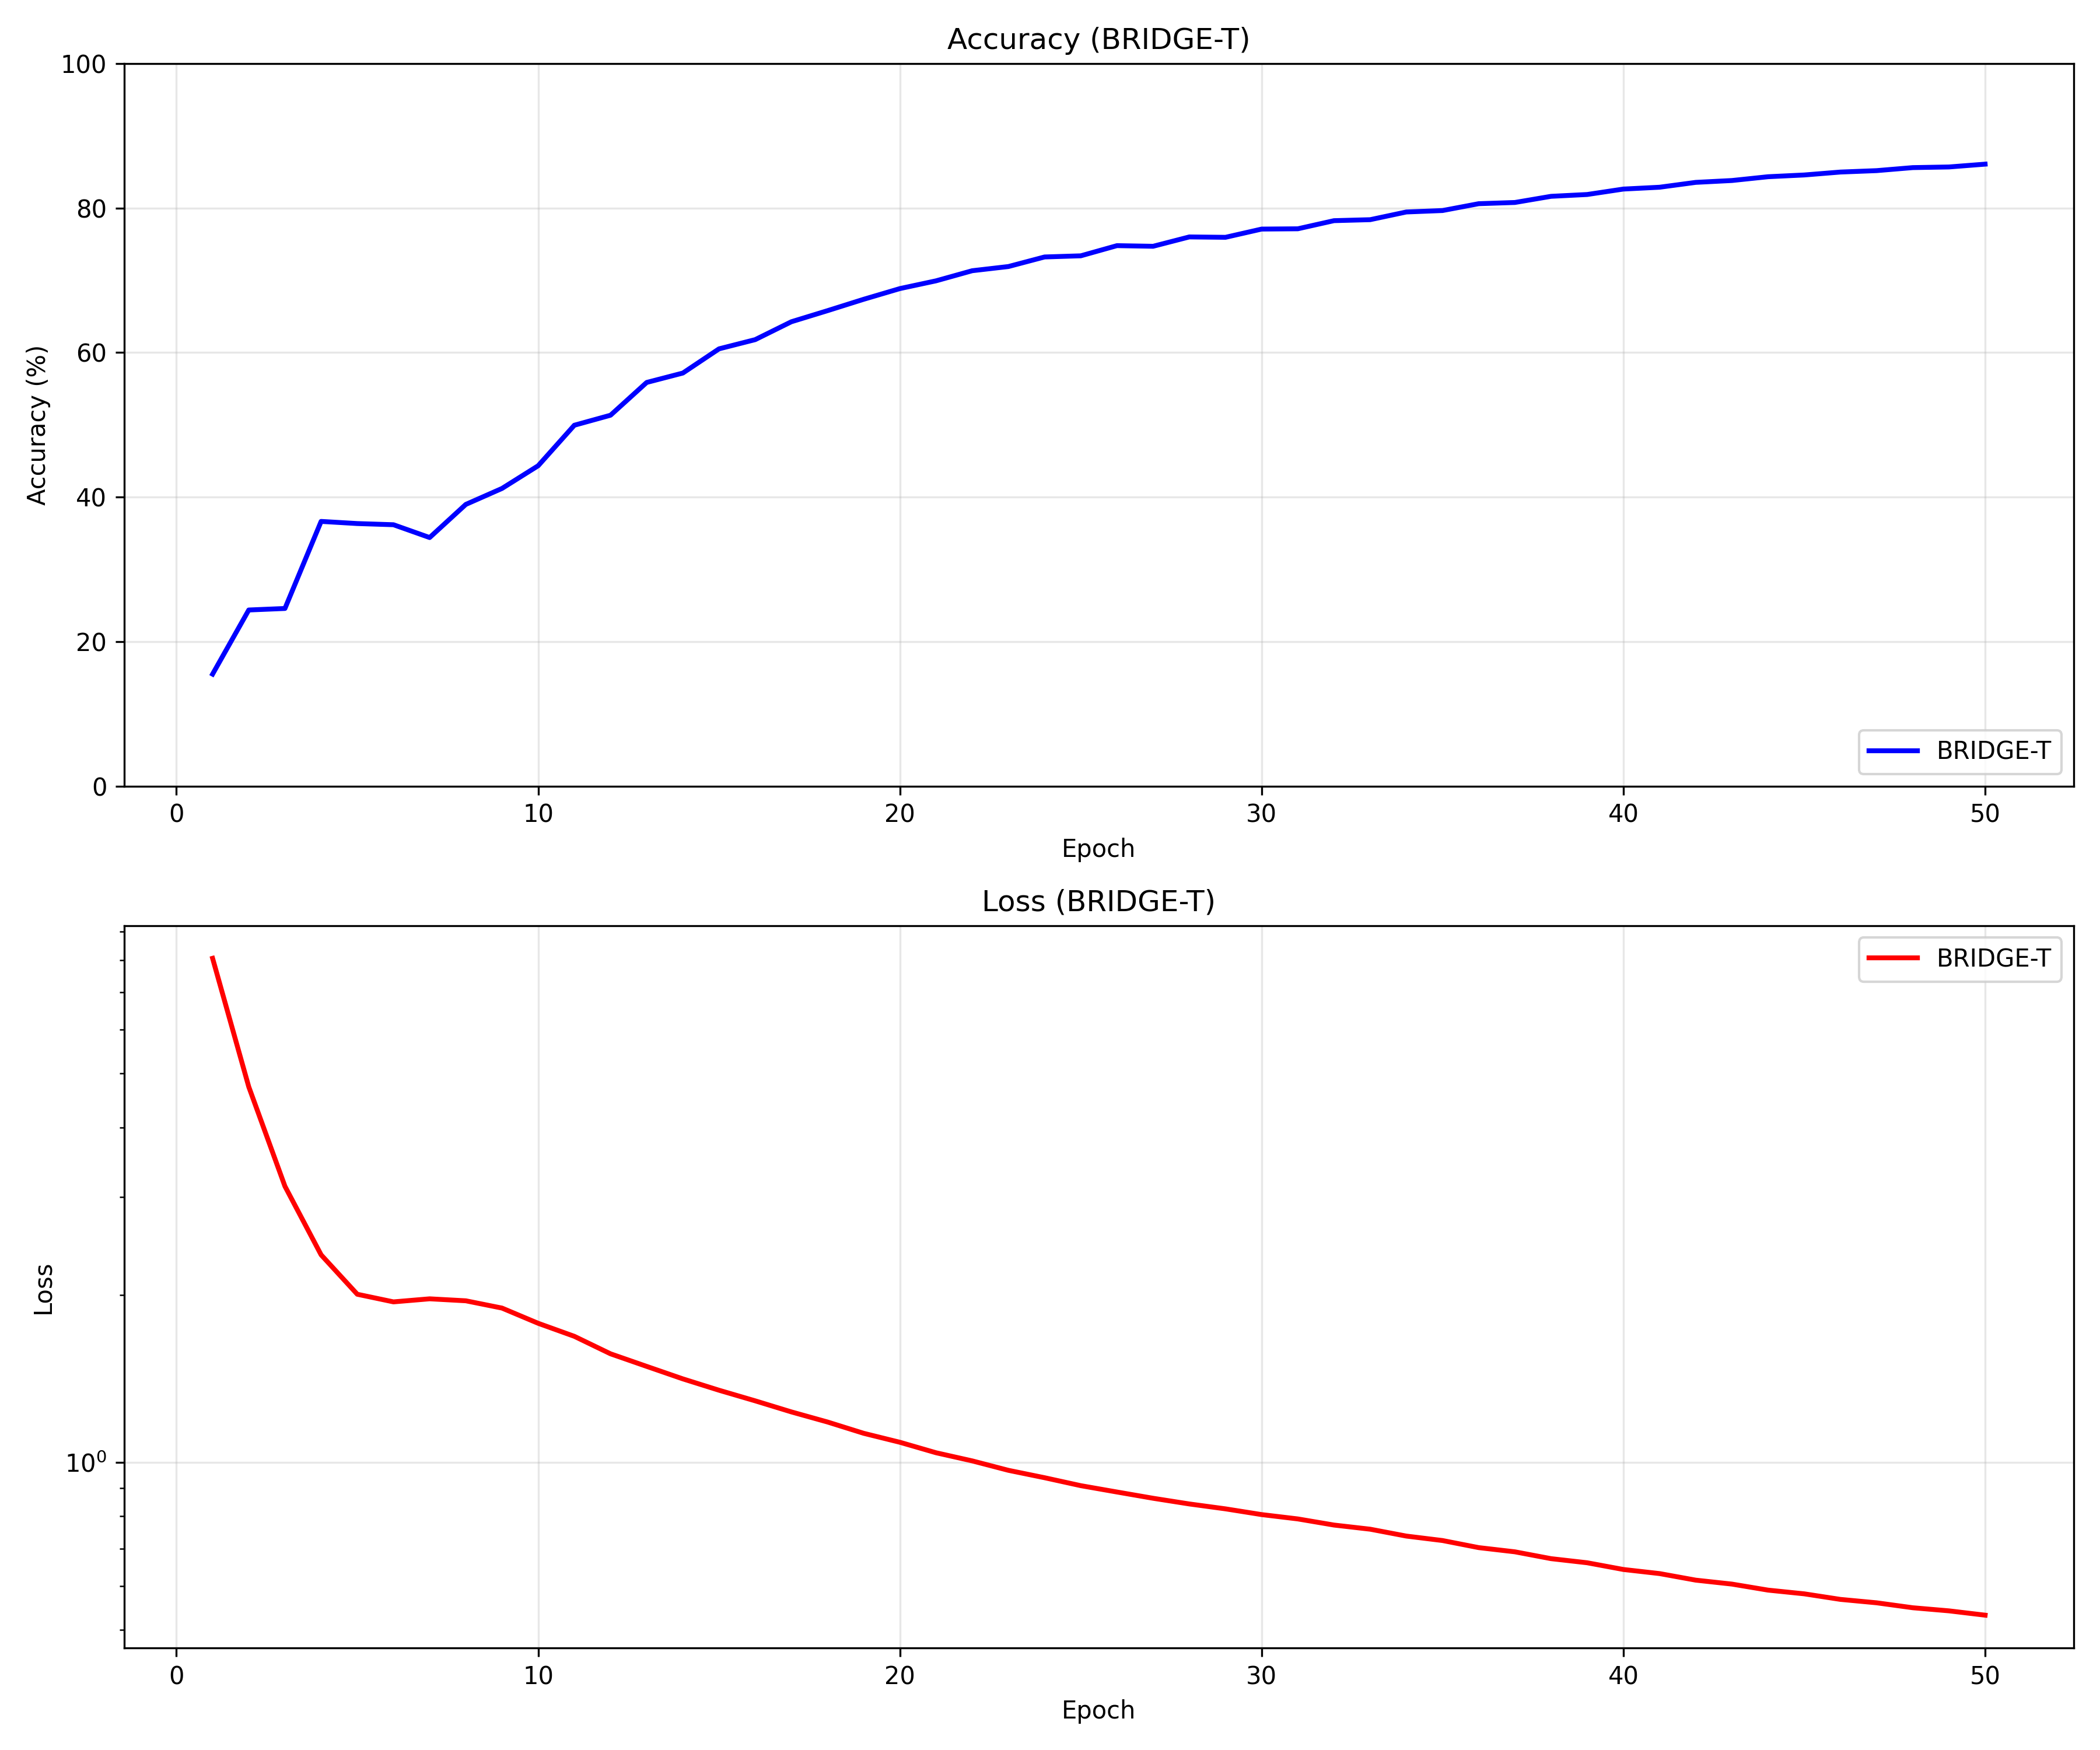 Accuracy (BRIDGE-T)
100
80
60
40
20
0
Accuracy (%)
BRIDGE-T
0 10 20 30 40 50
Epoch
Loss (BRIDGE-T)
BRIDGE-T
Loss
10⁰
0 10 20 30 40 50
Epoch